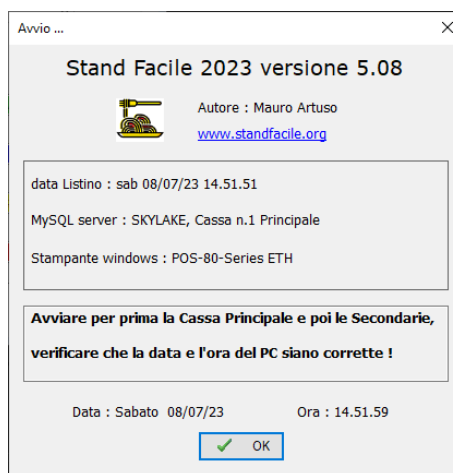 Avvio ...
Stand Facile 2023 versione 5.08
Autore : Mauro Artuso
www.standfacile.org
data Listino : sab 08/07/23 14.51.51
MySQL server : SKYLAKE, Cassa n.1 Principale
Stampante windows : POS-80-Series ETH
Avviare per prima la Cassa Principale e poi le Secondarie,
verificare che la data e l'ora del PC siano corrette !
Data : Sabato 08/07/23 Ora : 14.51.59
OK